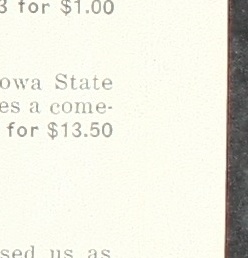 3 for $1.00
owa State
es a come-
for $13.50
sed us as